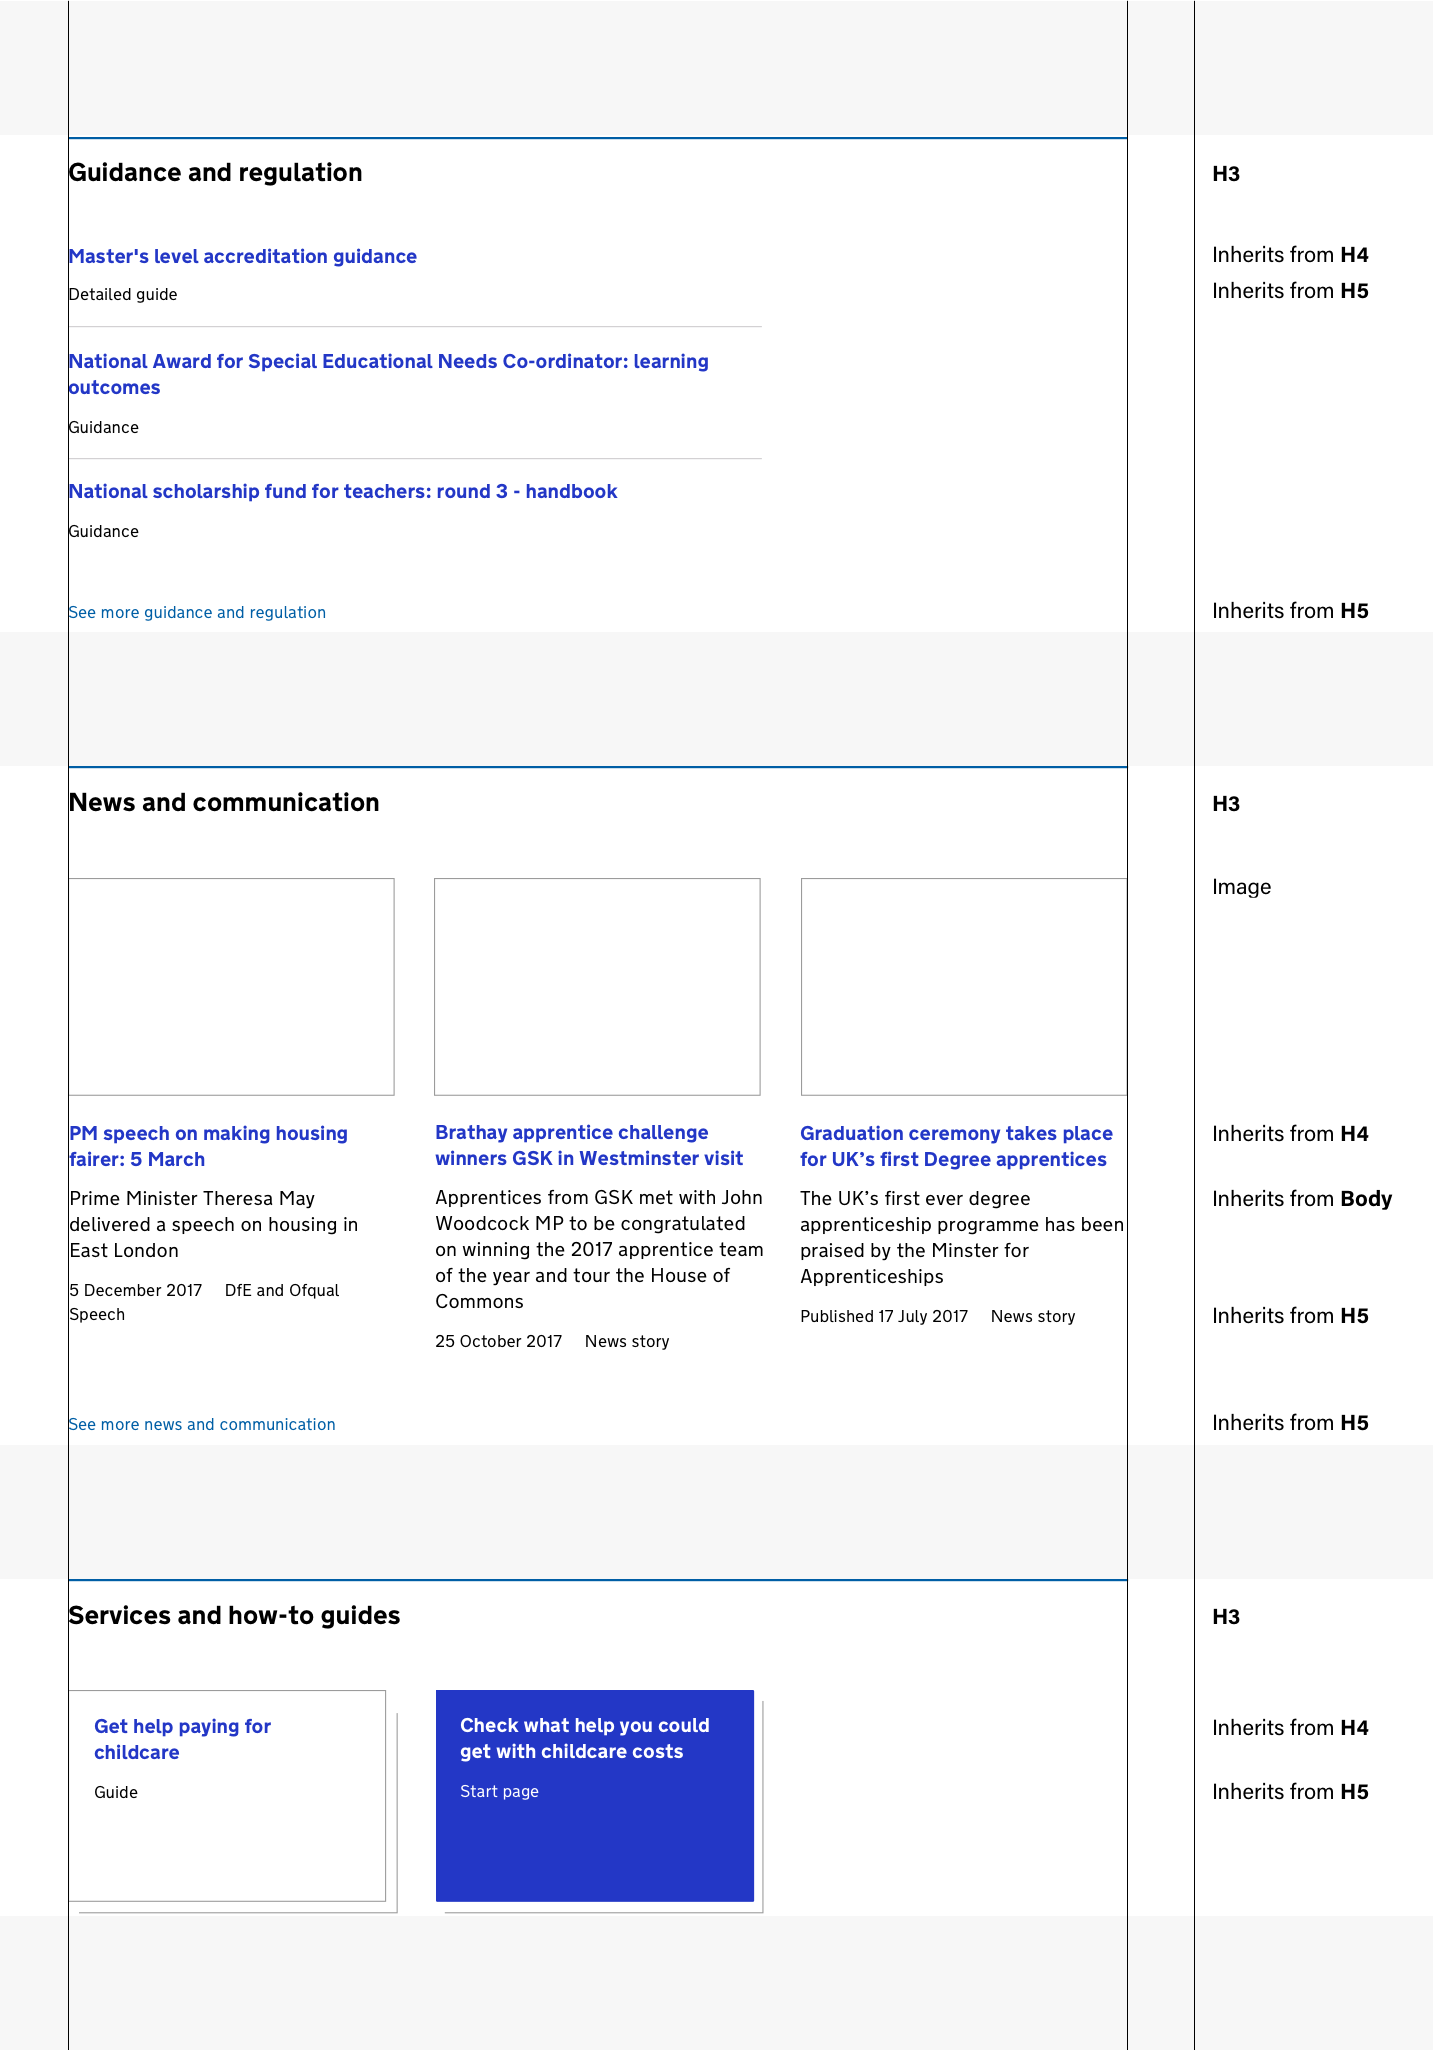 Guidance and regulation
H3
Master's level accreditation guidance
Inherits from H4
Detailed guide
Inherits from H5
National Award for Special Educational Needs Co-ordinator: learning
outcomes
Guidance
National scholarship fund for teachers: round 3 - handbook
Guidance
See more guidance and regulation
Inherits from H5
News and communication
H3
Image
PM speech on making housing
fairer: 5 March
Prime Minister Theresa May
delivered a speech on housing in
East London
5 December 2017 DfE and Ofqual
Speech
Brathay apprentice challenge
winners GSK in Westminster visit
Apprentices from GSK met with John
Woodcock MP to be congratulated
on winning the 2017 apprentice team
of the year and tour the House of
Commons
25 October 2017 News story
Graduation ceremony takes place
for UK’s first Degree apprentices
The UK’s first ever degree
apprenticeship programme has been
praised by the Minster for
Apprenticeships
Published 17 July 2017 News story
Inherits from H4
Inherits from Body
Inherits from H5
See more news and communication
Inherits from H5
Services and how-to guides
H3
Get help paying for
childcare
Guide
Check what help you could
get with childcare costs
Start page
Inherits from H4
Inherits from H5